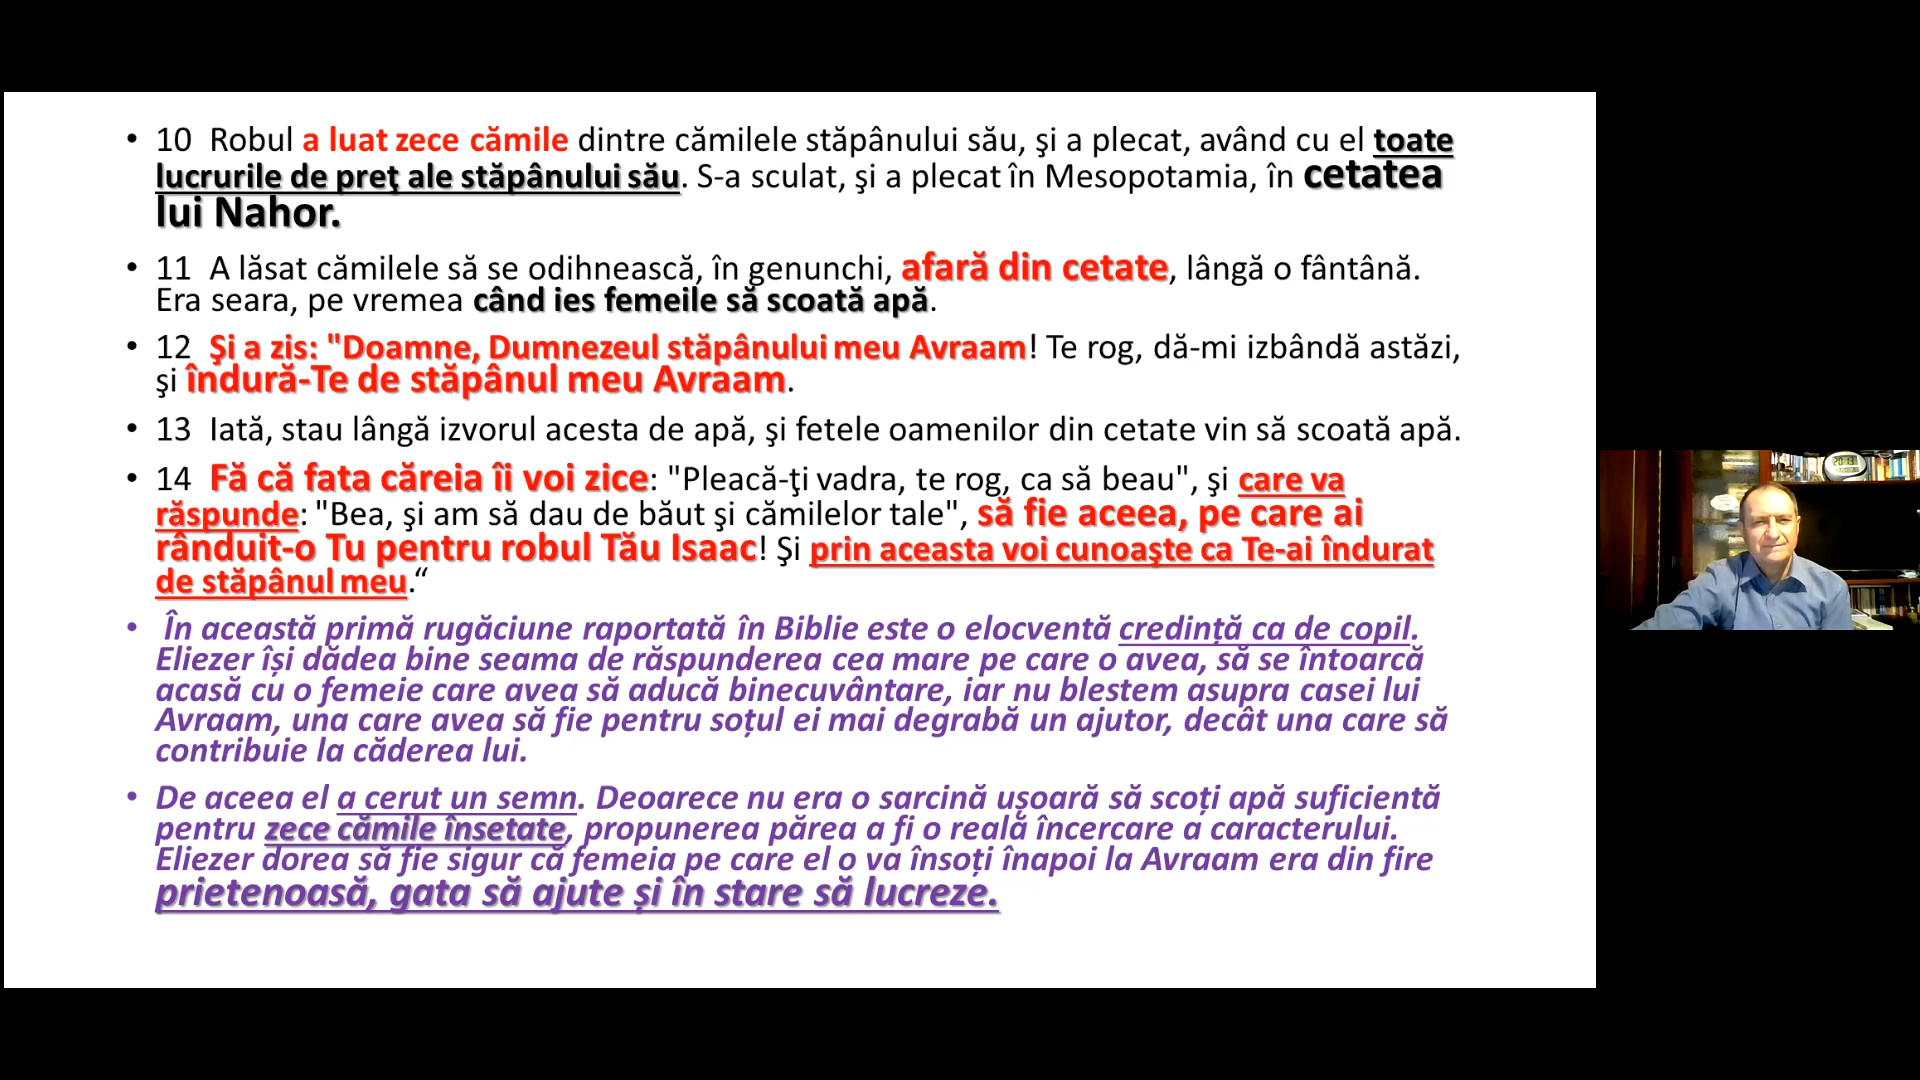 • 10 Robul a luat zece cămile dintre cămilele stăpânului său, şi a plecat, având cu el toate
lucrurile de preţ ale stăpânului său. S-a sculat, şi a plecat în Mesopotamia, în cetatea
lui Nahor.
• 11 A lăsat cămilele să se odihnească, în genunchi, afară din cetate, lângă o fântână.
Era seara, pe vremea când ies femeile să scoată apă.
• 12 Şi a zis: "Doamne, Dumnezeul stăpânului meu Avraam! Te rog, dă-mi izbândă astăzi,
şi îndură-Te de stăpânul meu Avraam.
• 13 Iată, stau lângă izvorul acesta de apă, şi fetele oamenilor din cetate vin să scoată apă.
• 14 Fă că fata căreia îi voi zice: "Pleacă-ţi vadra, te rog, ca să beau", şi care va
răspunde: "Bea, şi am să dau de băut şi cămilelor tale", să fie aceea, pe care ai
rânduit-o Tu pentru robul Tău Isaac! Şi prin aceasta voi cunoaşte ca Te-ai îndurat
de stăpânul meu.“
• În această primă rugăciune raportată în Biblie este o elocventă credință ca de copil.
Eliezer își dădea bine seama de răspunderea cea mare pe care o avea, să se întoarcă
acasă cu o femeie care avea să aducă binecuvântare, iar nu blestem asupra casei lui
Avraam, una care avea să fie pentru soțul ei mai degrabă un ajutor, decât una care să
contribuie la căderea lui.
• De aceea el a cerut un semn. Deoarece nu era o sarcină ușoară să scoți apă suficientă
pentru zece cămile însetate, propunerea părea a fi o reală încercare a caracterului.
Eliezer dorea să fie sigur că femeia pe care el o va însoți înapoi la Avraam era din fire
prietenoasă, gata să ajute și în stare să lucreze.